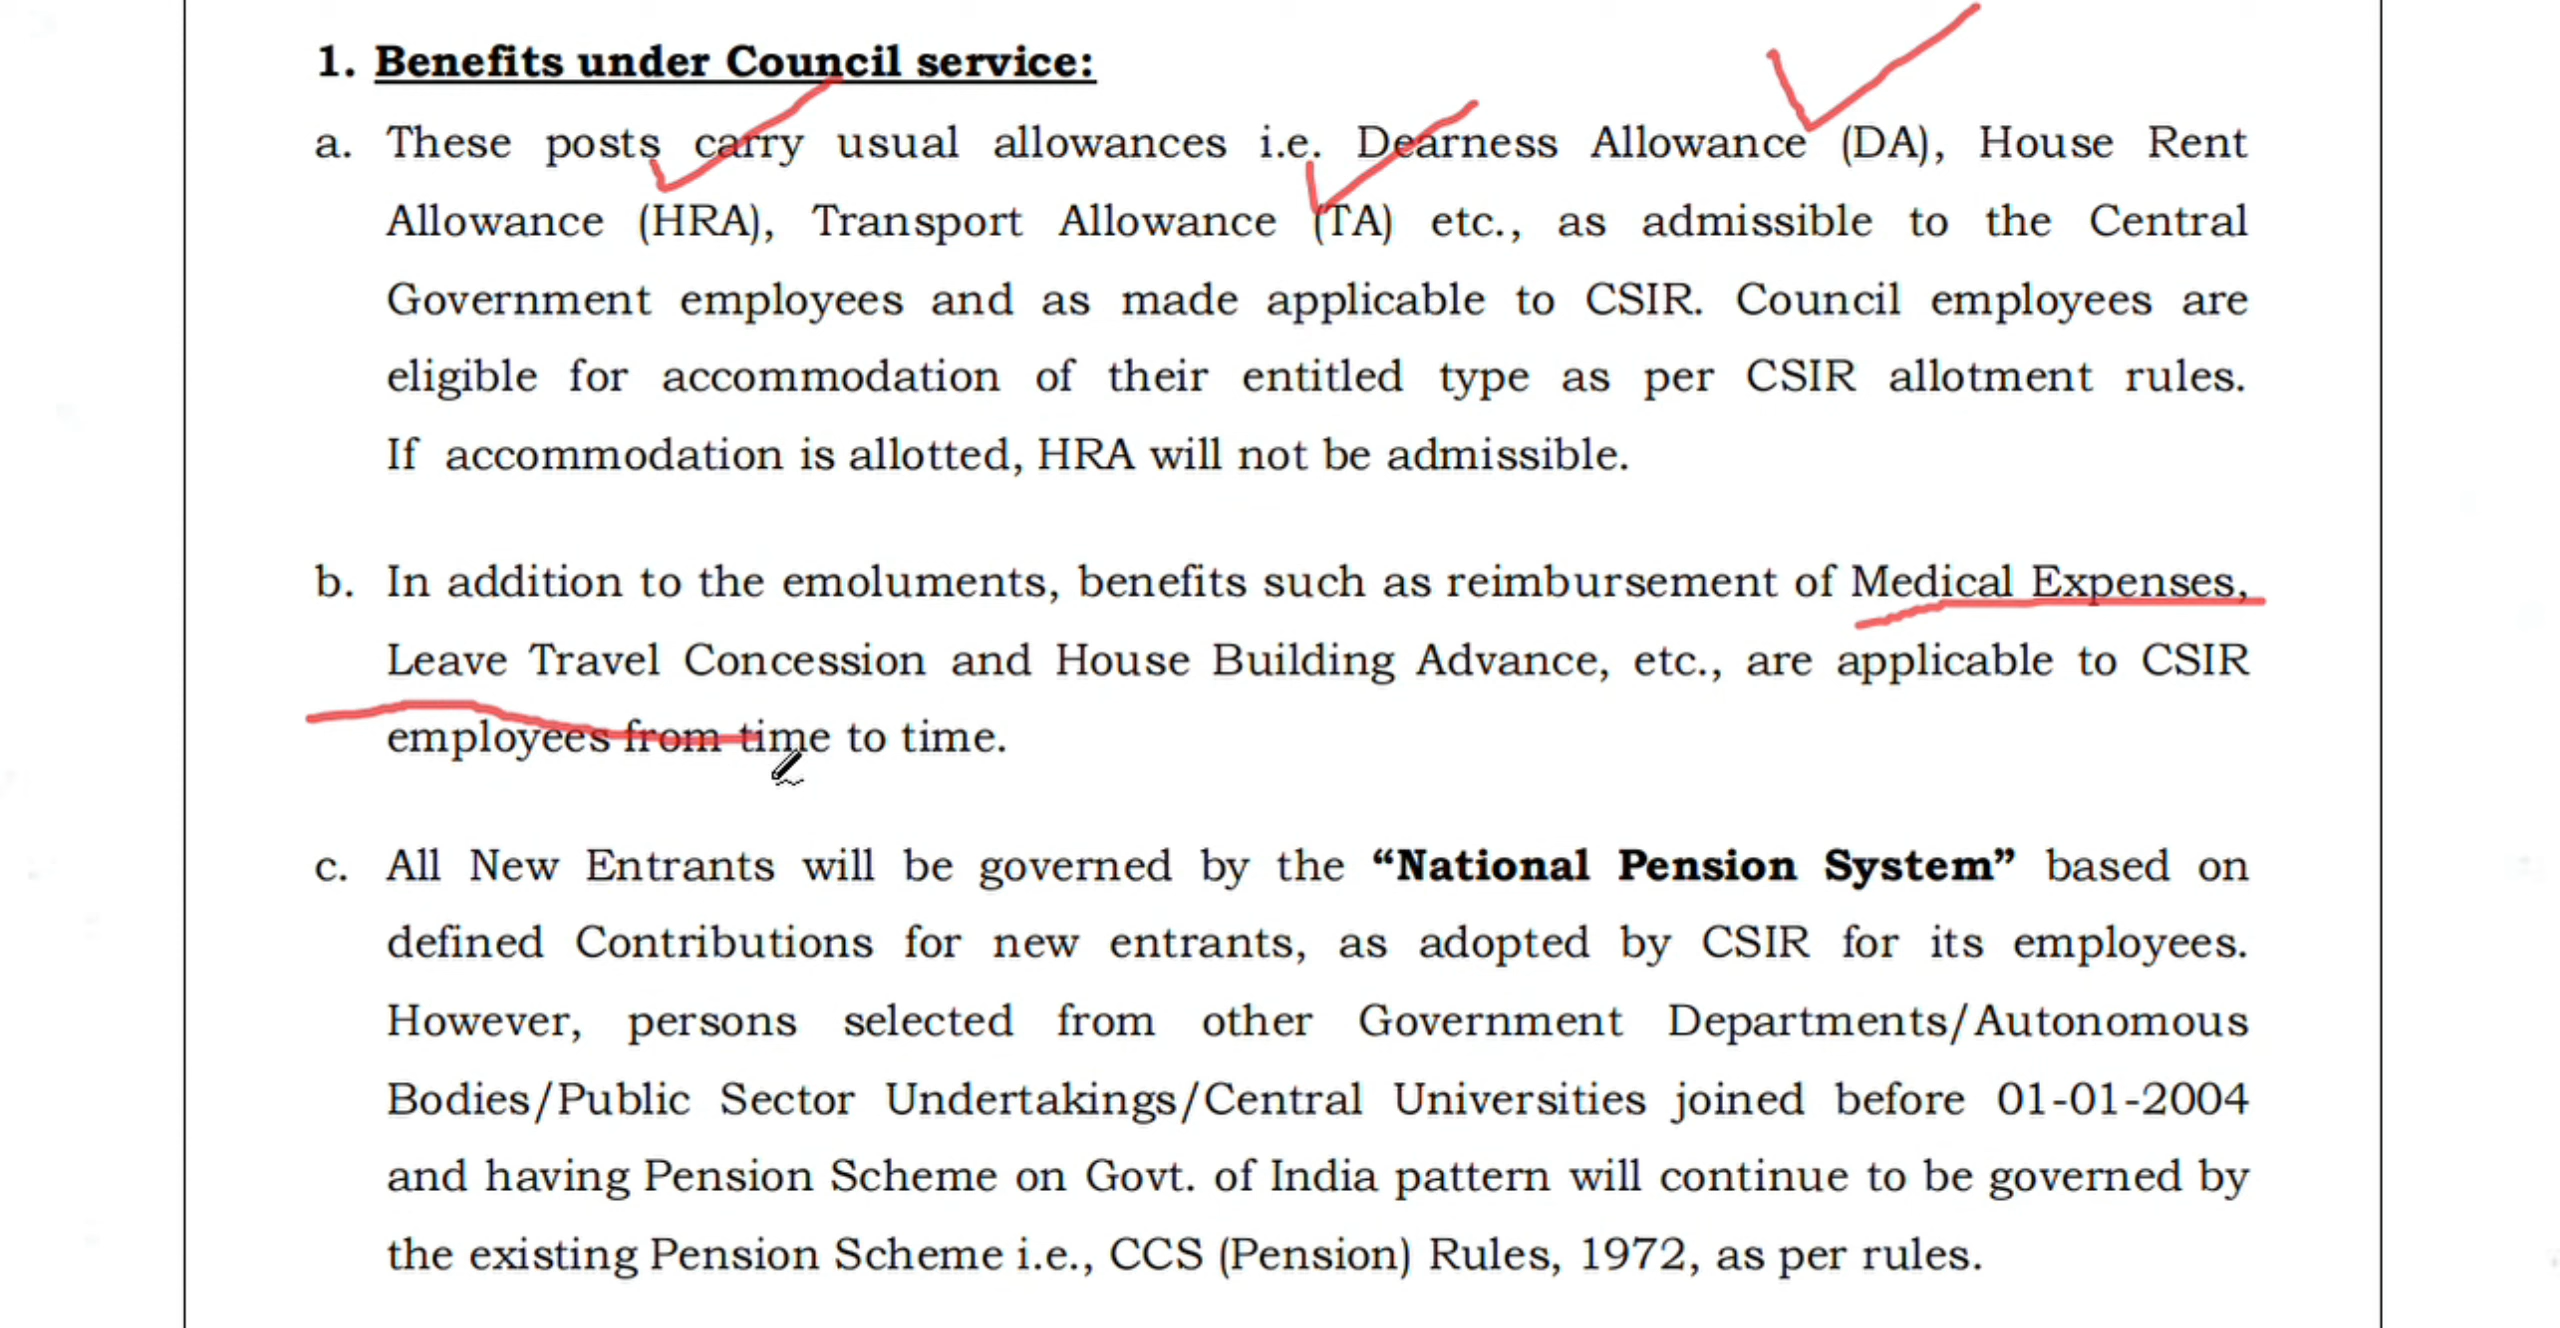 1. Benefits under Council service:
a. These posts carry usual allowances i.e. Dearness Allowance (DA), House Rent
Allowance (HRA), Transport Allowance (TA) etc., as admissible to the Central
Government employees and as made applicable to CSIR. Council employees are
eligible for accommodation of their entitled type as per CSIR allotment rules.
If accommodation is allotted, HRA will not be admissible.
b. In addition to the emoluments, benefits such as reimbursement of Medical Expenses,
Leave Travel Concession and House Building Advance, etc., are applicable to CSIR
employees from time to time.
c. All New Entrants will be governed by the “National Pension System” based on
defined Contributions for new entrants, as adopted by CSIR for its employees.
However, persons selected from other Government Departments/Autonomous
Bodies/Public Sector Undertakings/Central Universities joined before 01-01-2004
and having Pension Scheme on Govt. of India pattern will continue to be governed by
the existing Pension Scheme i.e., CCS (Pension) Rules, 1972, as per rules.